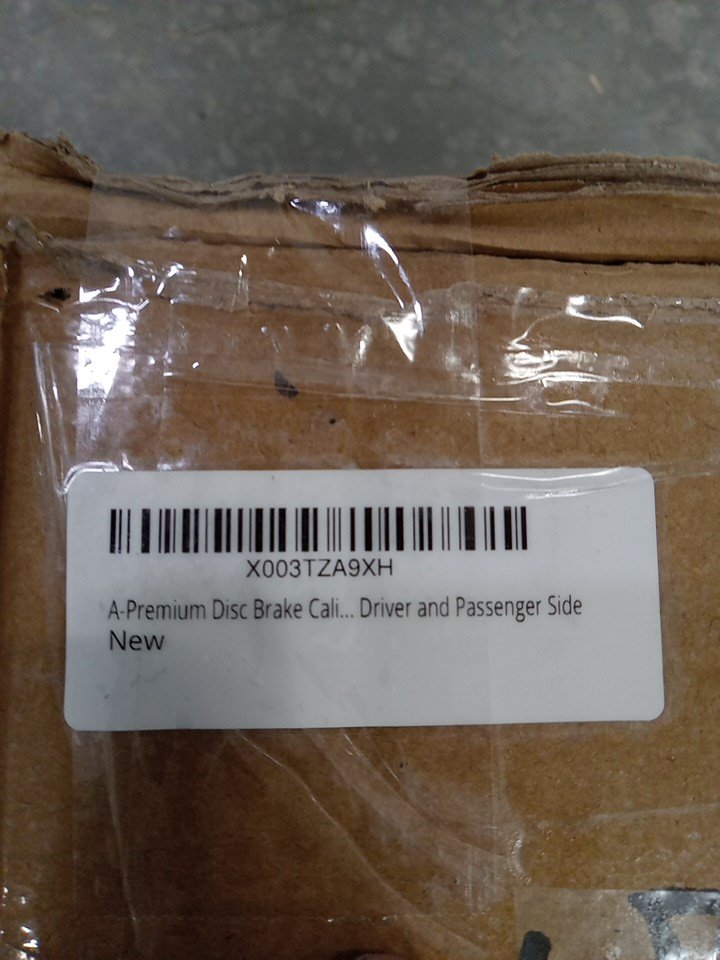 X003TZA9XH
A-Premium Disc Brake Cali... Driver and Passenger Side
New